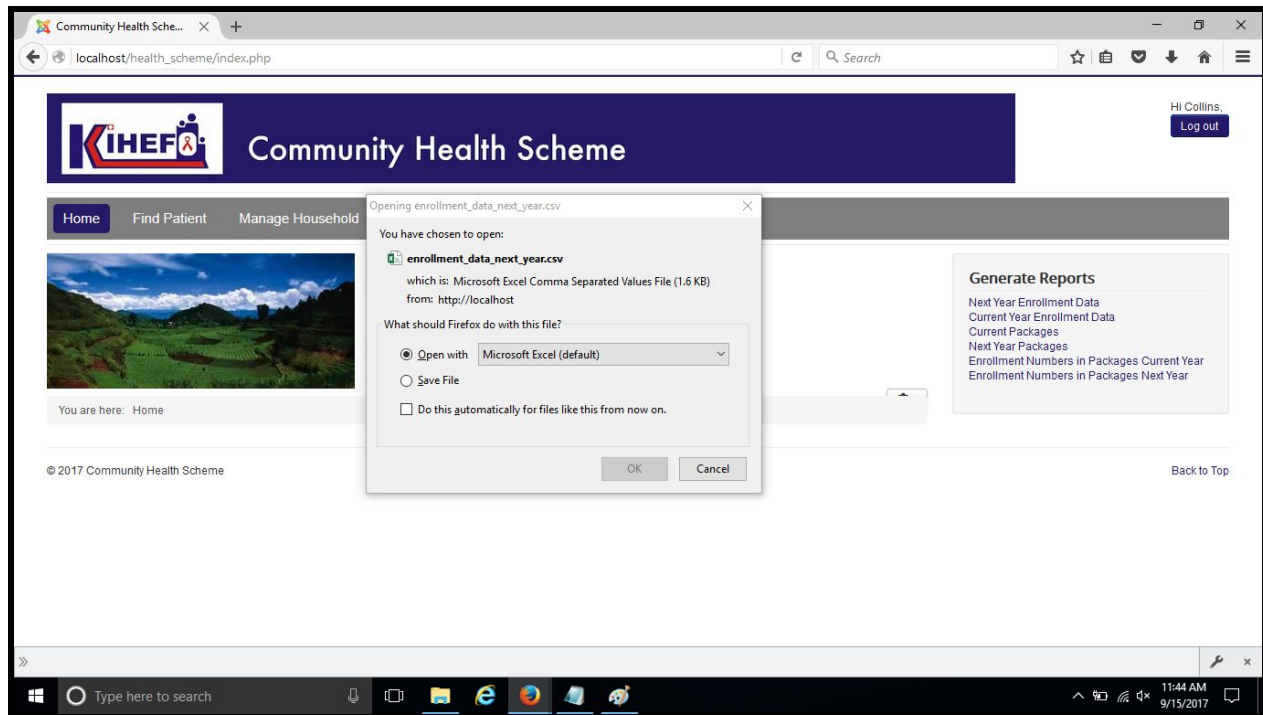 Community Health Sche...
localhost/health_scheme/index.php
Search
KIHEFO
Community Health Scheme
Hi Collins,
Log out
Home
Find Patient
Manage Household
Opening enrollment_data_next_year.csv
You have chosen to open:
enrollment_data_next_year.csv
which is: Microsoft Excel Comma Separated Values File (1.6 KB)
from: http://localhost
What should Firefox do with this file?
Open with Microsoft Excel (default)
Save File
Do this automatically for files like this from now on.
OK
Cancel
Generate Reports
Next Year Enrollment Data
Current Year Enrollment Data
Current Packages
Next Year Packages
Enrollment Numbers in Packages Current Year
Enrollment Numbers in Packages Next Year
You are here: Home
© 2017 Community Health Scheme
Back to Top
Type here to search
11:44 AM
9/15/2017